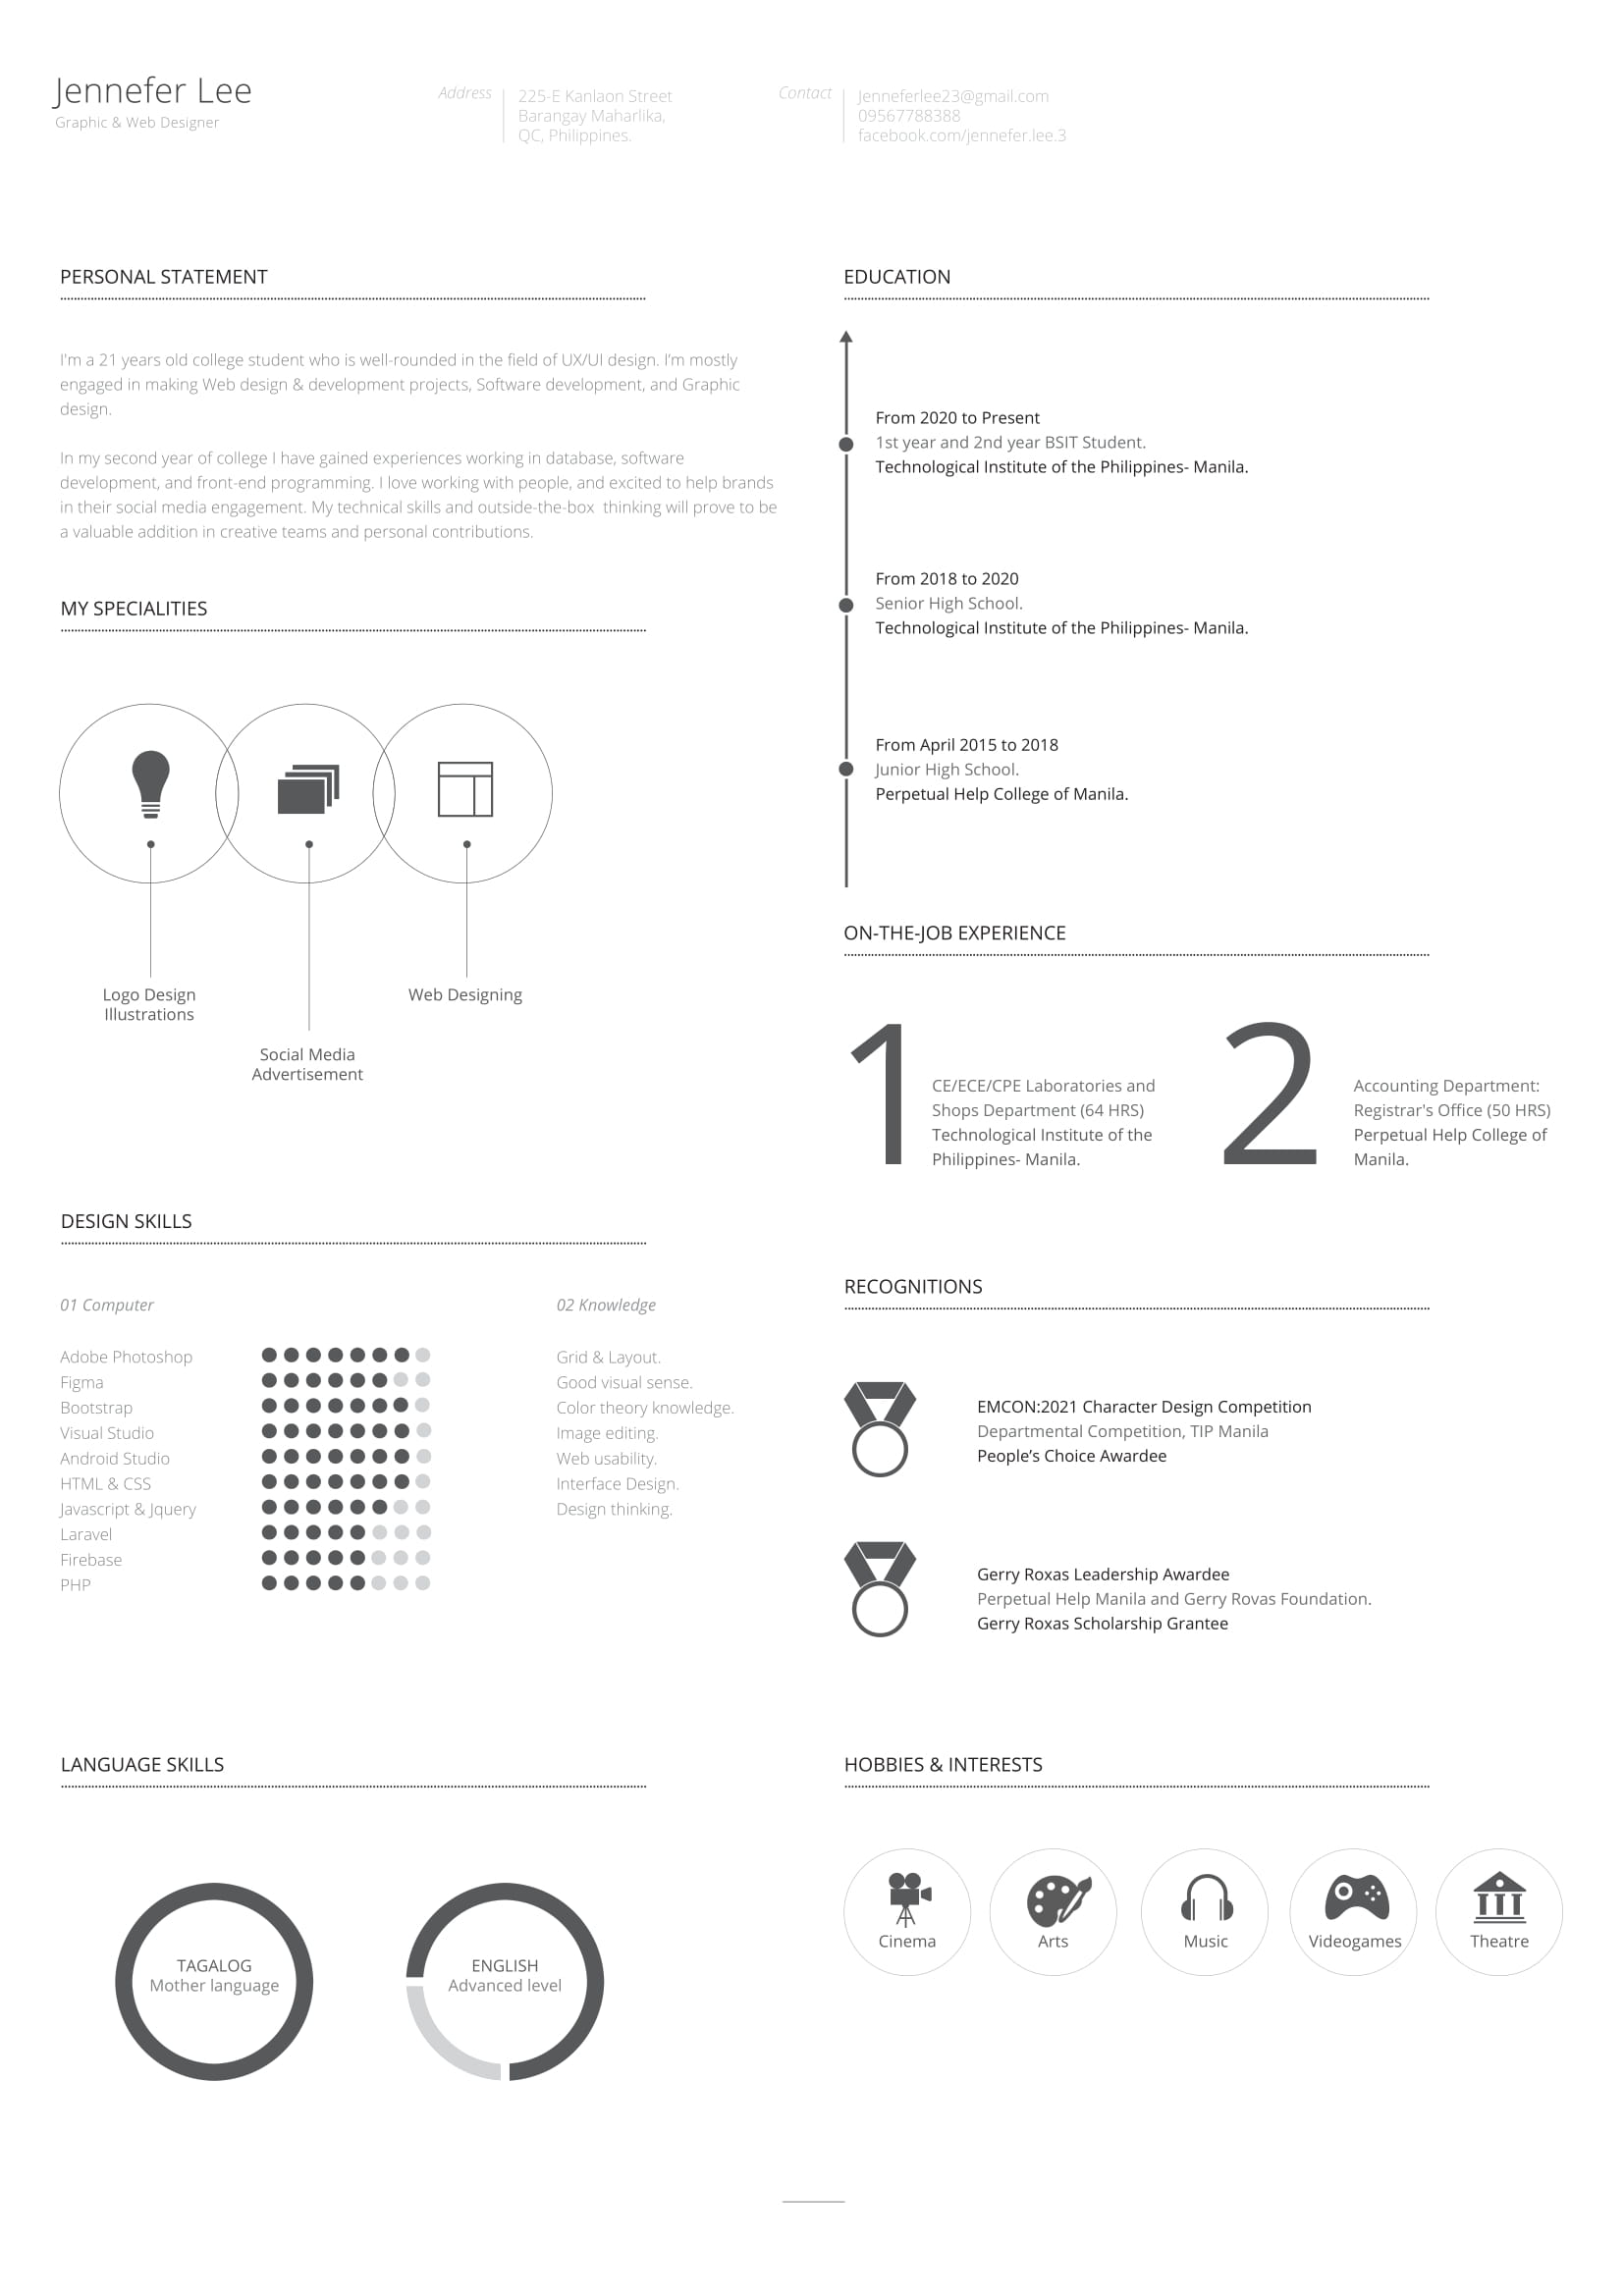 Jennefer Lee
Graphic & Web Designer
Address
225-E Kanlaon Street
Barangay Maharlika,
QC, Philippines.
Contact
Jenneferlee23@gmail.com
09567788388
facebook.com/jennefer.lee.3
PERSONAL STATEMENT
I'm a 21 years old college student who is well-rounded in the field of UX/UI design. I'm mostly
engaged in making Web design & development projects, Software development, and Graphic
design.
In my second year of college I have gained experiences working in database, software
development, and front-end programming. I love working with people, and excited to help brands
in their social media engagement. My technical skills and outside-the-box  thinking will prove to be
a valuable addition in creative teams and personal contributions.
MY SPECIALITIES
Logo Design
Illustrations
Social Media
Advertisement
Web Designing
DESIGN SKILLS
01 Computer
Adobe Photoshop
Figma
Bootstrap
Visual Studio
Android Studio
HTML & CSS
Javascript & Jquery
Laravel
Firebase
PHP
02 Knowledge
Grid & Layout.
Good visual sense.
Color theory knowledge.
Image editing.
Web usability.
Interface Design.
Design thinking.
LANGUAGE SKILLS
TAGALOG
Mother language
ENGLISH
Advanced level
EDUCATION
From 2020 to Present
1st year and 2nd year BSIT Student.
Technological Institute of the Philippines- Manila.
From 2018 to 2020
Senior High School.
Technological Institute of the Philippines- Manila.
From April 2015 to 2018
Junior High School.
Perpetual Help College of Manila.
ON-THE-JOB EXPERIENCE
1
CE/ECE/CPE Laboratories and
Shops Department (64 HRS)
Technological Institute of the
Philippines- Manila.
2
Accounting Department:
Registrar's Office (50 HRS)
Perpetual Help College of
Manila.
RECOGNITIONS
EMCON:2021 Character Design Competition
Departmental Competition, TIP Manila
People's Choice Awardee
Gerry Roxas Leadership Awardee
Perpetual Help Manila and Gerry Rovas Foundation.
Gerry Roxas Scholarship Grantee
HOBBIES & INTERESTS
Cinema
Arts
Music
Videogames
Theatre